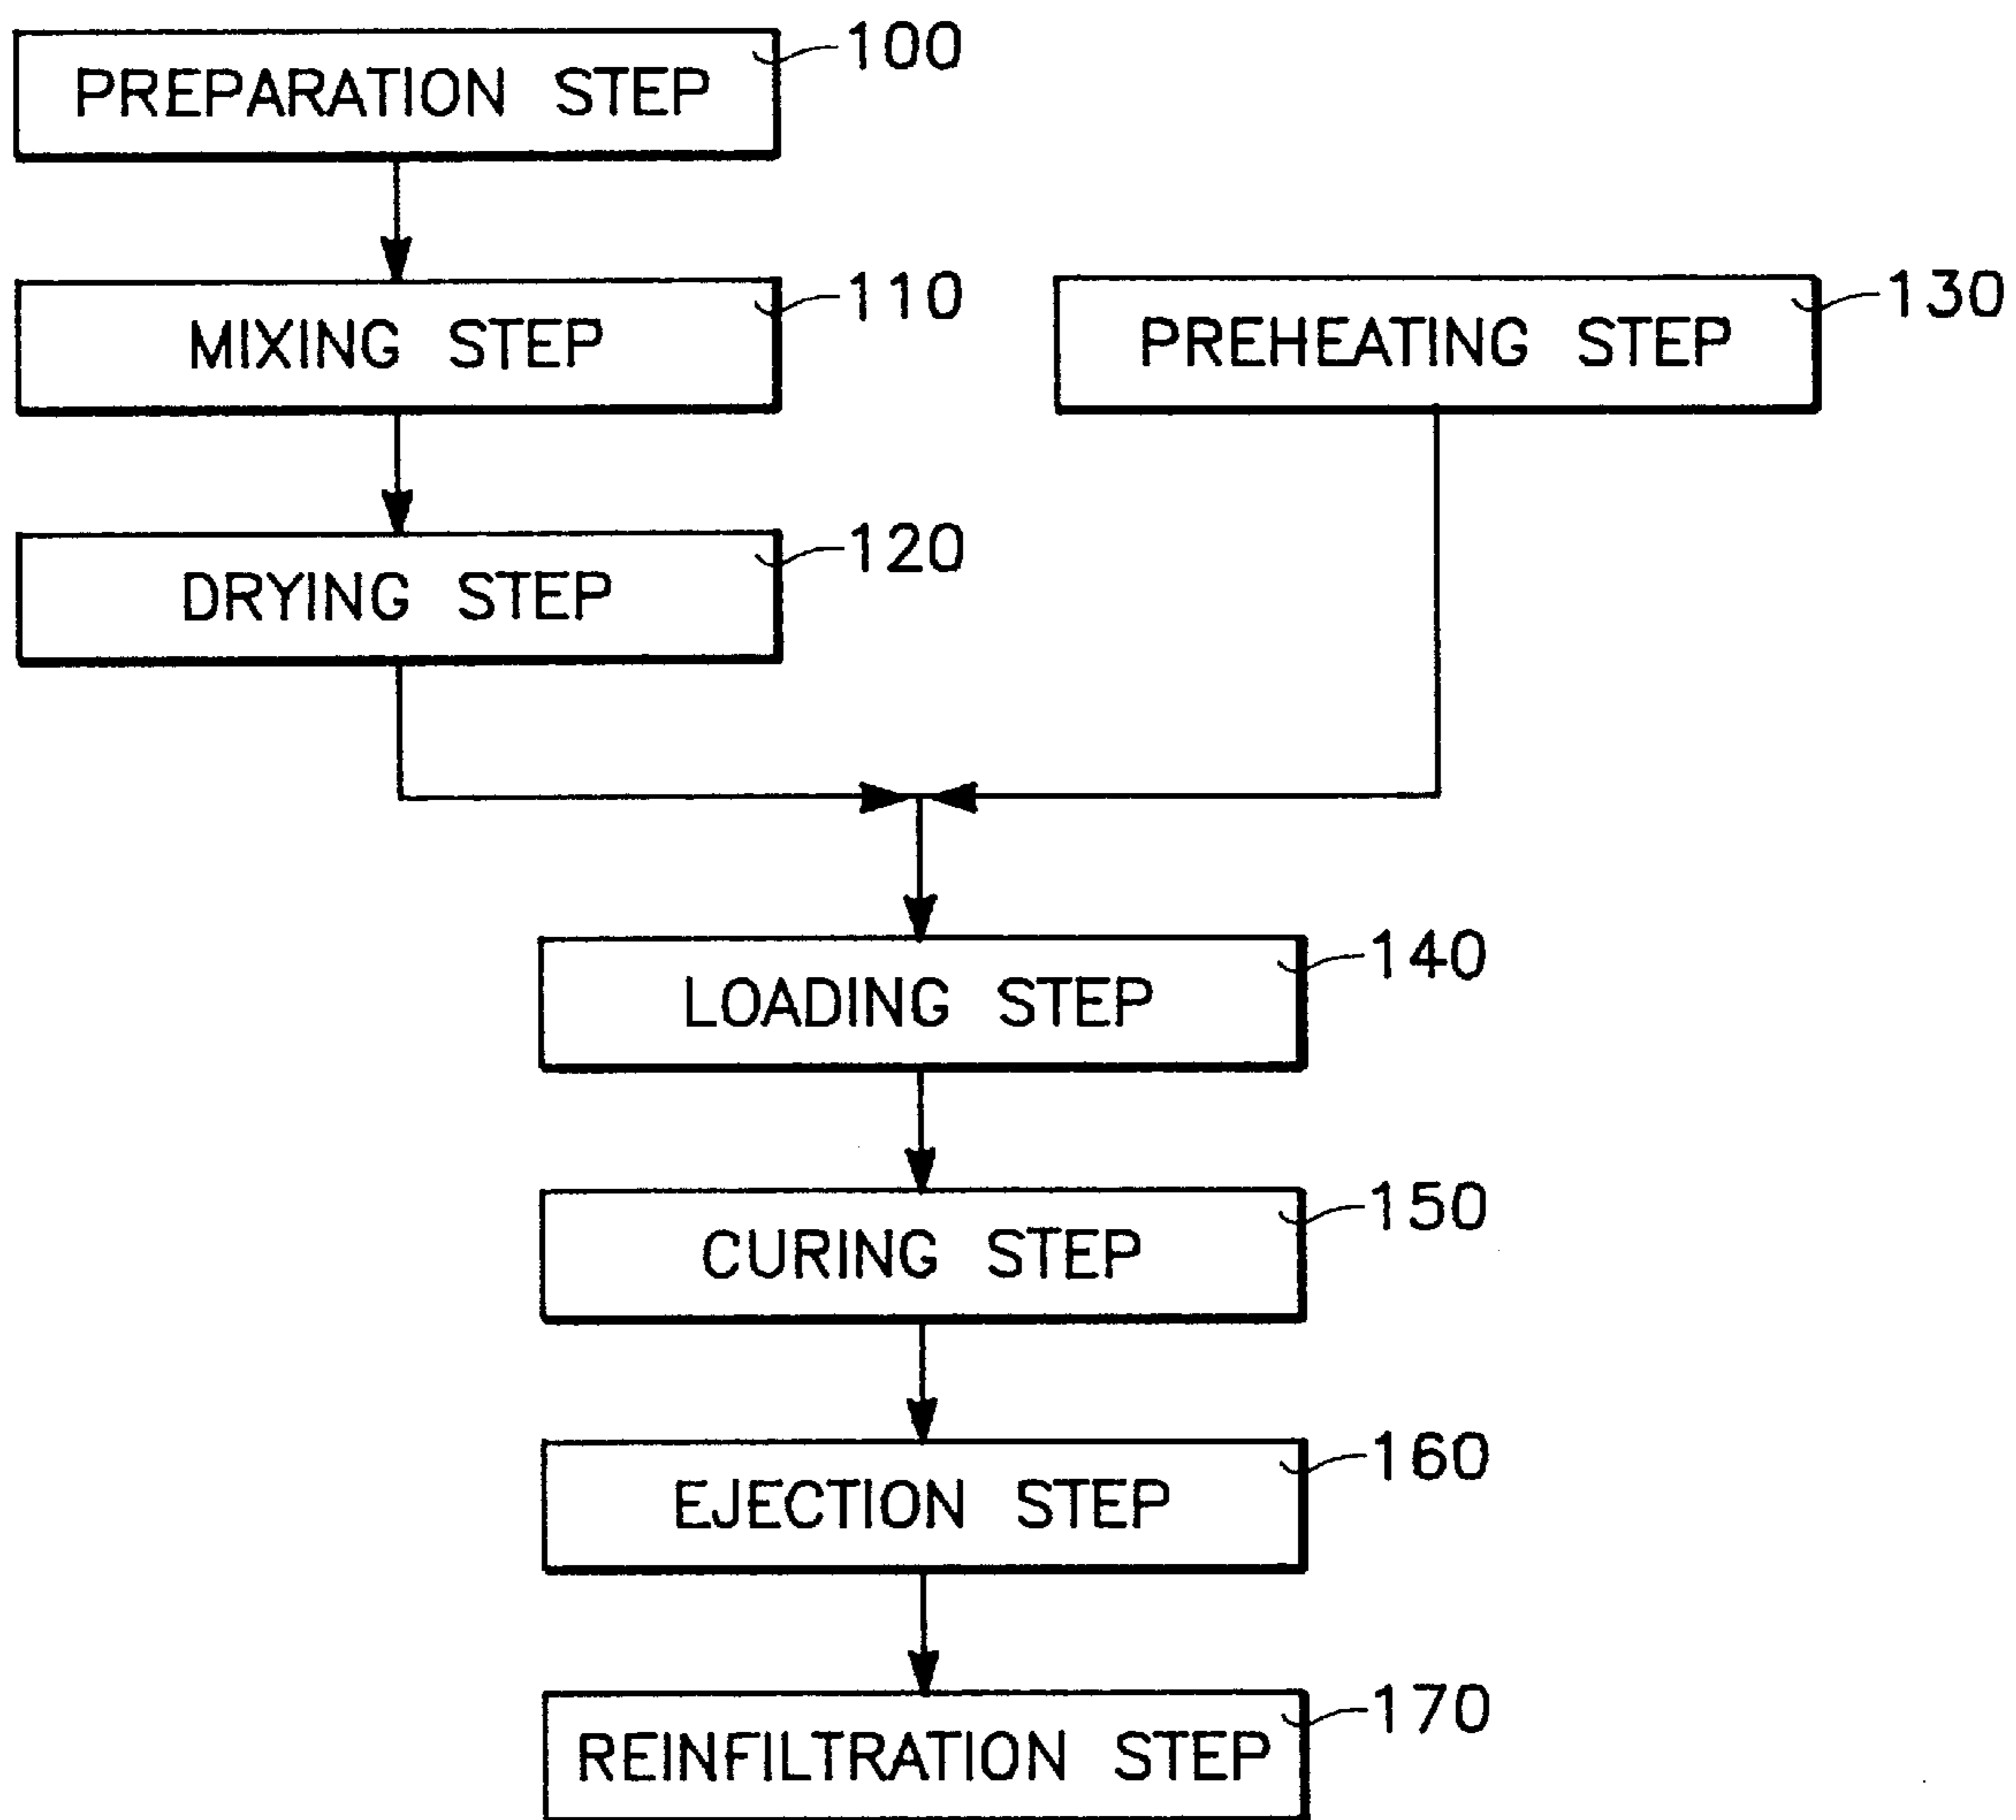 PREPARATION STEP 100
MIXING STEP 110
PREHEATING STEP 130
DRYING STEP 120
LOADING STEP 140
CURING STEP 150
EJECTION STEP 160
REINFILTRATION STEP 170